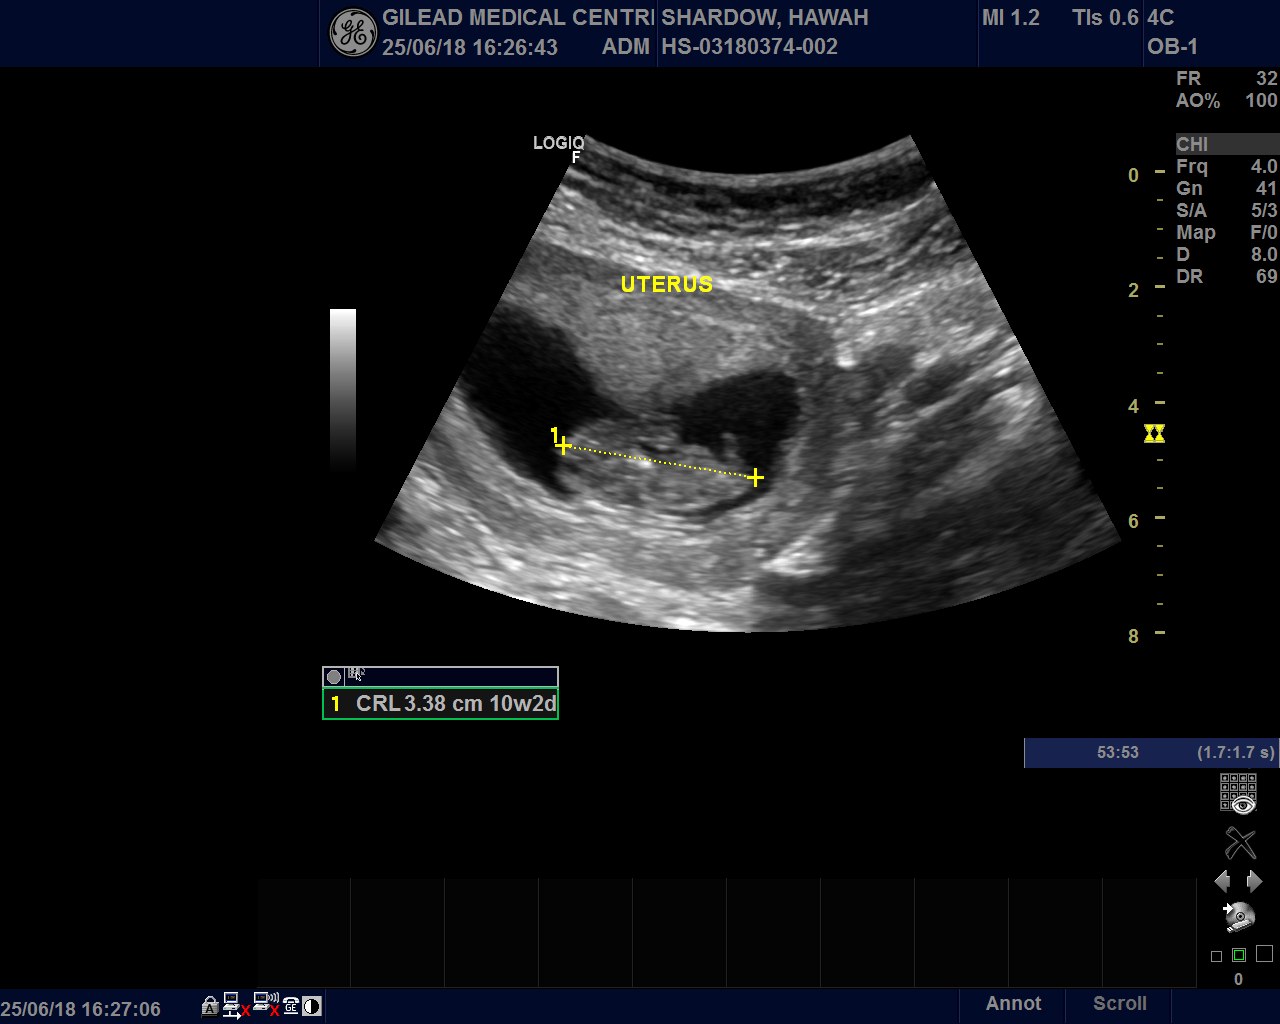 GILEAD MEDICAL CENTR
SHARDOW, HAWAH
MI 1.2 TIs 0.6 4C
25/06/18 16:26:43 ADM HS-03180374-002
OB-1
FR 32
AO% 100
LOGIQ
F
CHI
Frq 4.0
Gn 41
S/A 5/3
Map F/0
D 8.0
DR 69
0
2
4
6
8
UTERUS
1
1 CRL 3.38 cm 10w2d
53:53 (1.7:1.7 s)
0
25/06/18 16:27:06
Annot Scroll